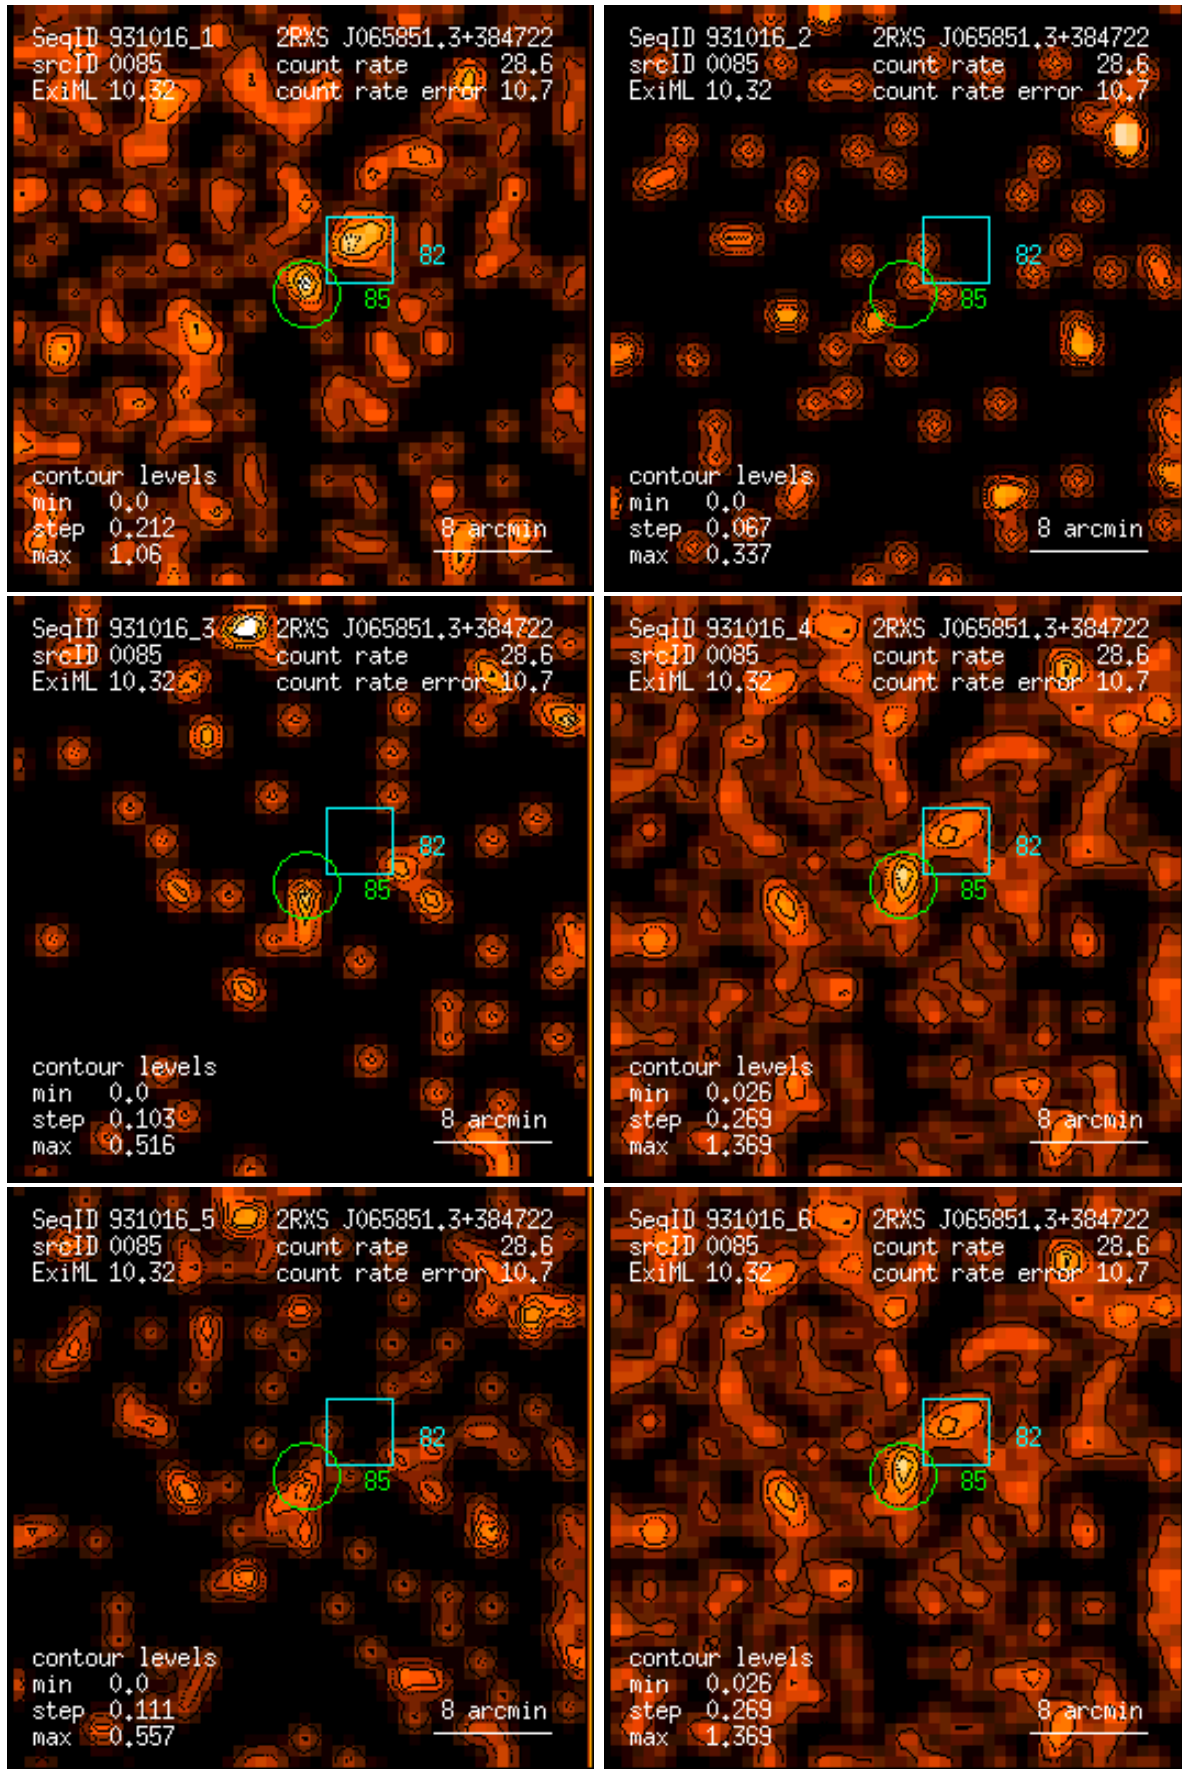 SeqID 931016_1 2RXS J065851.3+384722
srcID 0085 count rate 28.6
ExiML 10.32 count rate error 10.7
82
85
contour levels
min 0.0
step 0.212 8 arcmin
max 1.06
SeqID 931016_2 2RXS J065851.3+384722
srcID 0085 count rate 28.6
ExiML 10.32 count rate error 10.7
82
85
contour levels
min 0.0
step 0.067 8 arcmin
max 0.337
SeqID 931016_3 2RXS J065851.3+384722
srcID 0085 count rate 28.6
ExiML 10.32 count rate error 10.7
82
85
contour levels
min 0.0
step 0.103 8 arcmin
max 0.516
SeqID 931016_4 2RXS J065851.3+384722
srcID 0085 count rate 28.6
ExiML 10.32 count rate error 10.7
82
85
contour levels
min 0.026
step 0.269 8 arcmin
max 1.369
SeqID 931016_5 2RXS J065851.3+384722
srcID 0085 count rate 28.6
ExiML 10.32 count rate error 10.7
82
85
contour levels
min 0.0
step 0.111 8 arcmin
max 0.557
SeqID 931016_6 2RXS J065851.3+384722
srcID 0085 count rate 28.6
ExiML 10.32 count rate error 10.7
82
85
contour levels
min 0.026
step 0.269 8 arcmin
max 1.369